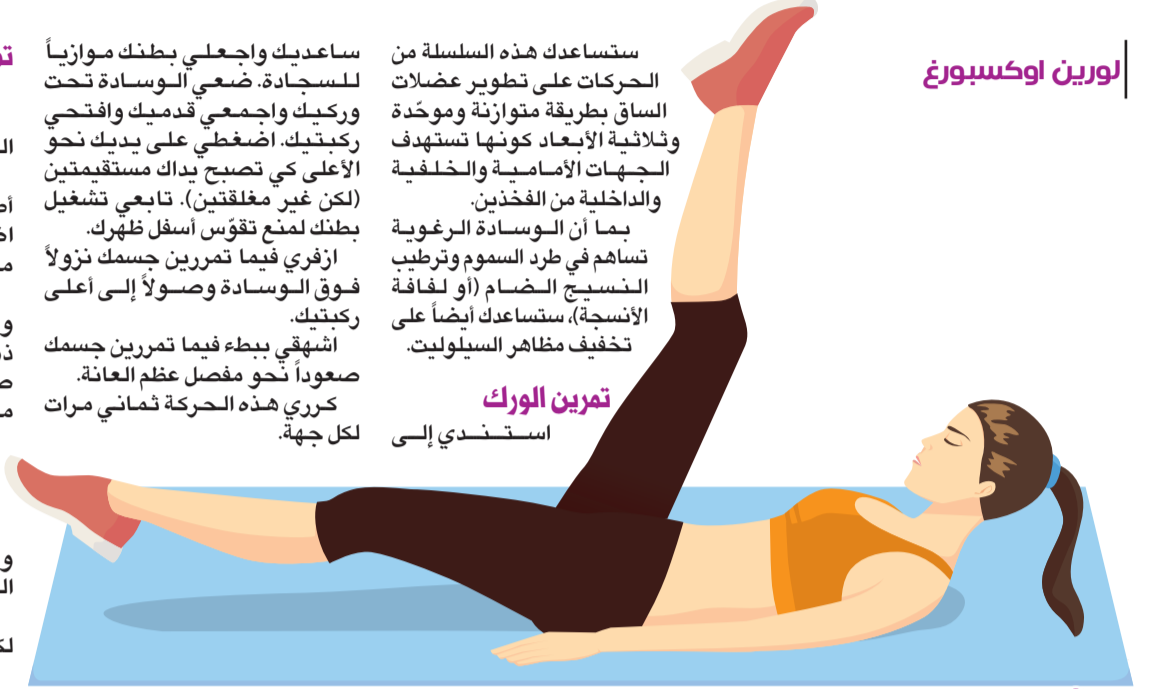 لورين اوكسبورغ
ستساعدك هذه السلسلة من
الحركات على تطوير عضلات
الساق بطريقة متوازنة وموحّدة
وثلاثية الأبعاد كونها تستهدف
الجهات الأمامية والخلفية
والداخلية من الفخذين.
بما أن الوسادة الرغوية
تساهم في طرد السموم وترطيب
النسيج الضام (أو لفافة
الأنسجة)، ستساعدك أيضاً على
تخفيف مظاهر السيلوليت.
تمرين الورك
استندي إلى
ساعديك واجعلي بطنك موازياً
للسجادة. ضعي الوسادة تحت
وركيك واجمعي قدميك وافتحي
ركبتيك. اضغطي على يديك نحو
الأعلى كي تصبح يداك مستقيمتين
(لكن غير مغلقتين). تابعي تشغيل
بطنك لمنع تقوّس أسفل ظهرك.
ازفري فيما تمررين جسمك نزولاً
فوق الوسادة وصولاً إلى أعلى
ركبتيك.
اشهقي ببطء فيما تمررين جسمك
صعوداً نحو مفصل عظم العانة.
كرري هذه الحركة ثماني مرات
لكل جهة.